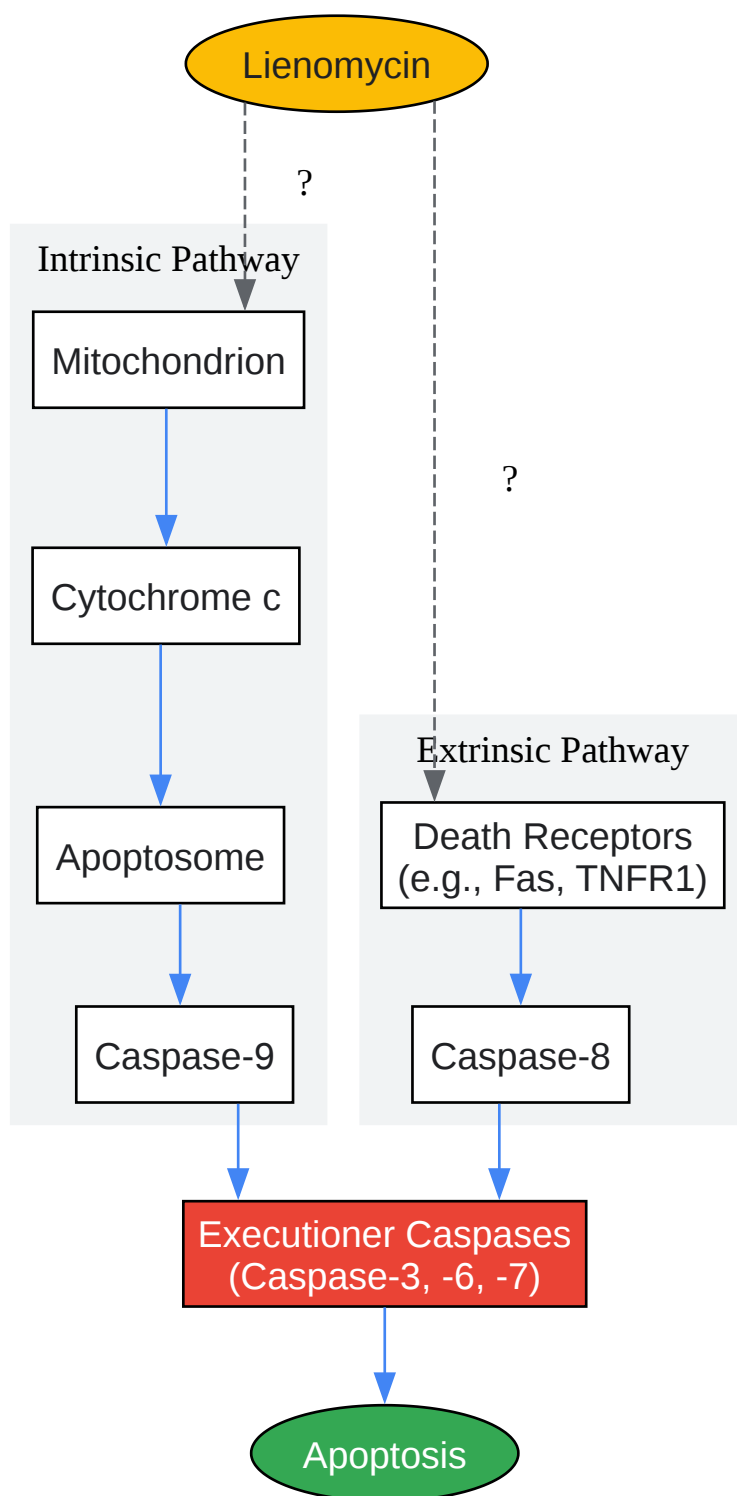 Lienomycin
?
Intrinsic Pathway
Mitochondrion
?
Cytochrome c
Extrinsic Pathway
Death Receptors
(e.g., Fas, TNFR1)
Apoptosome
Caspase-9
Caspase-8
Executioner Caspases
(Caspase-3, -6, -7)
Apoptosis